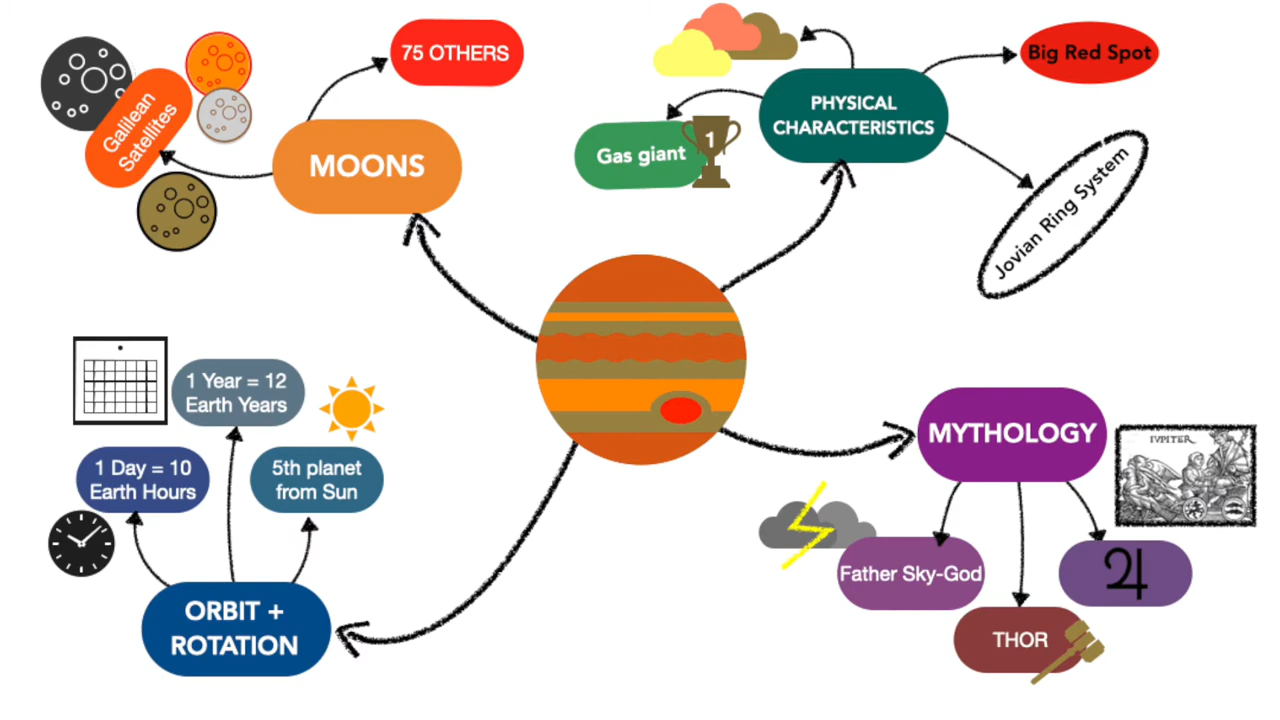 75 OTHERS
Galilean
Satellites
MOONS
PHYSICAL
CHARACTERISTICS
Big Red Spot
Gas giant
1
Jovian Ring System
1 Year = 12
Earth Years
1 Day = 10
Earth Hours
5th planet
from Sun
ORBIT +
ROTATION
MYTHOLOGY
IVPITER
Father Sky-God
♃
THOR